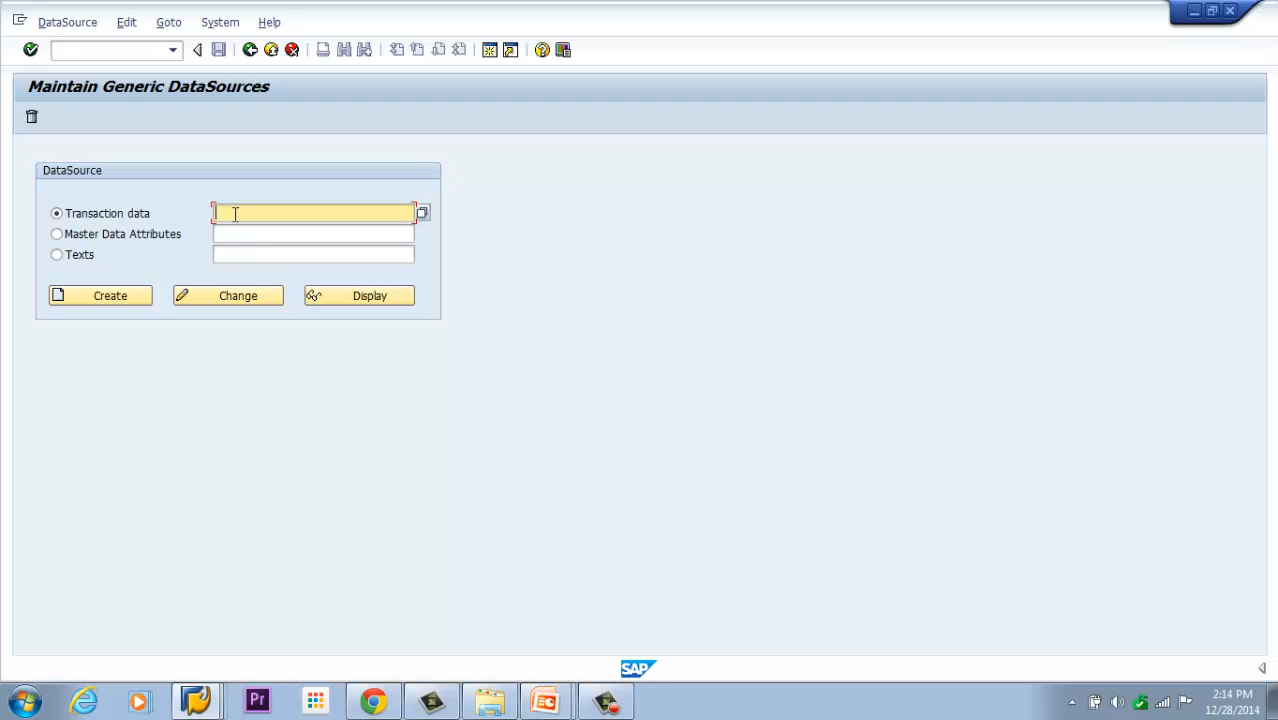 DataSource Edit Goto System Help
Maintain Generic DataSources
DataSource
Transaction data
Master Data Attributes
Texts
Create Change Display
SAP
Pr
2:14 PM
12/28/2014